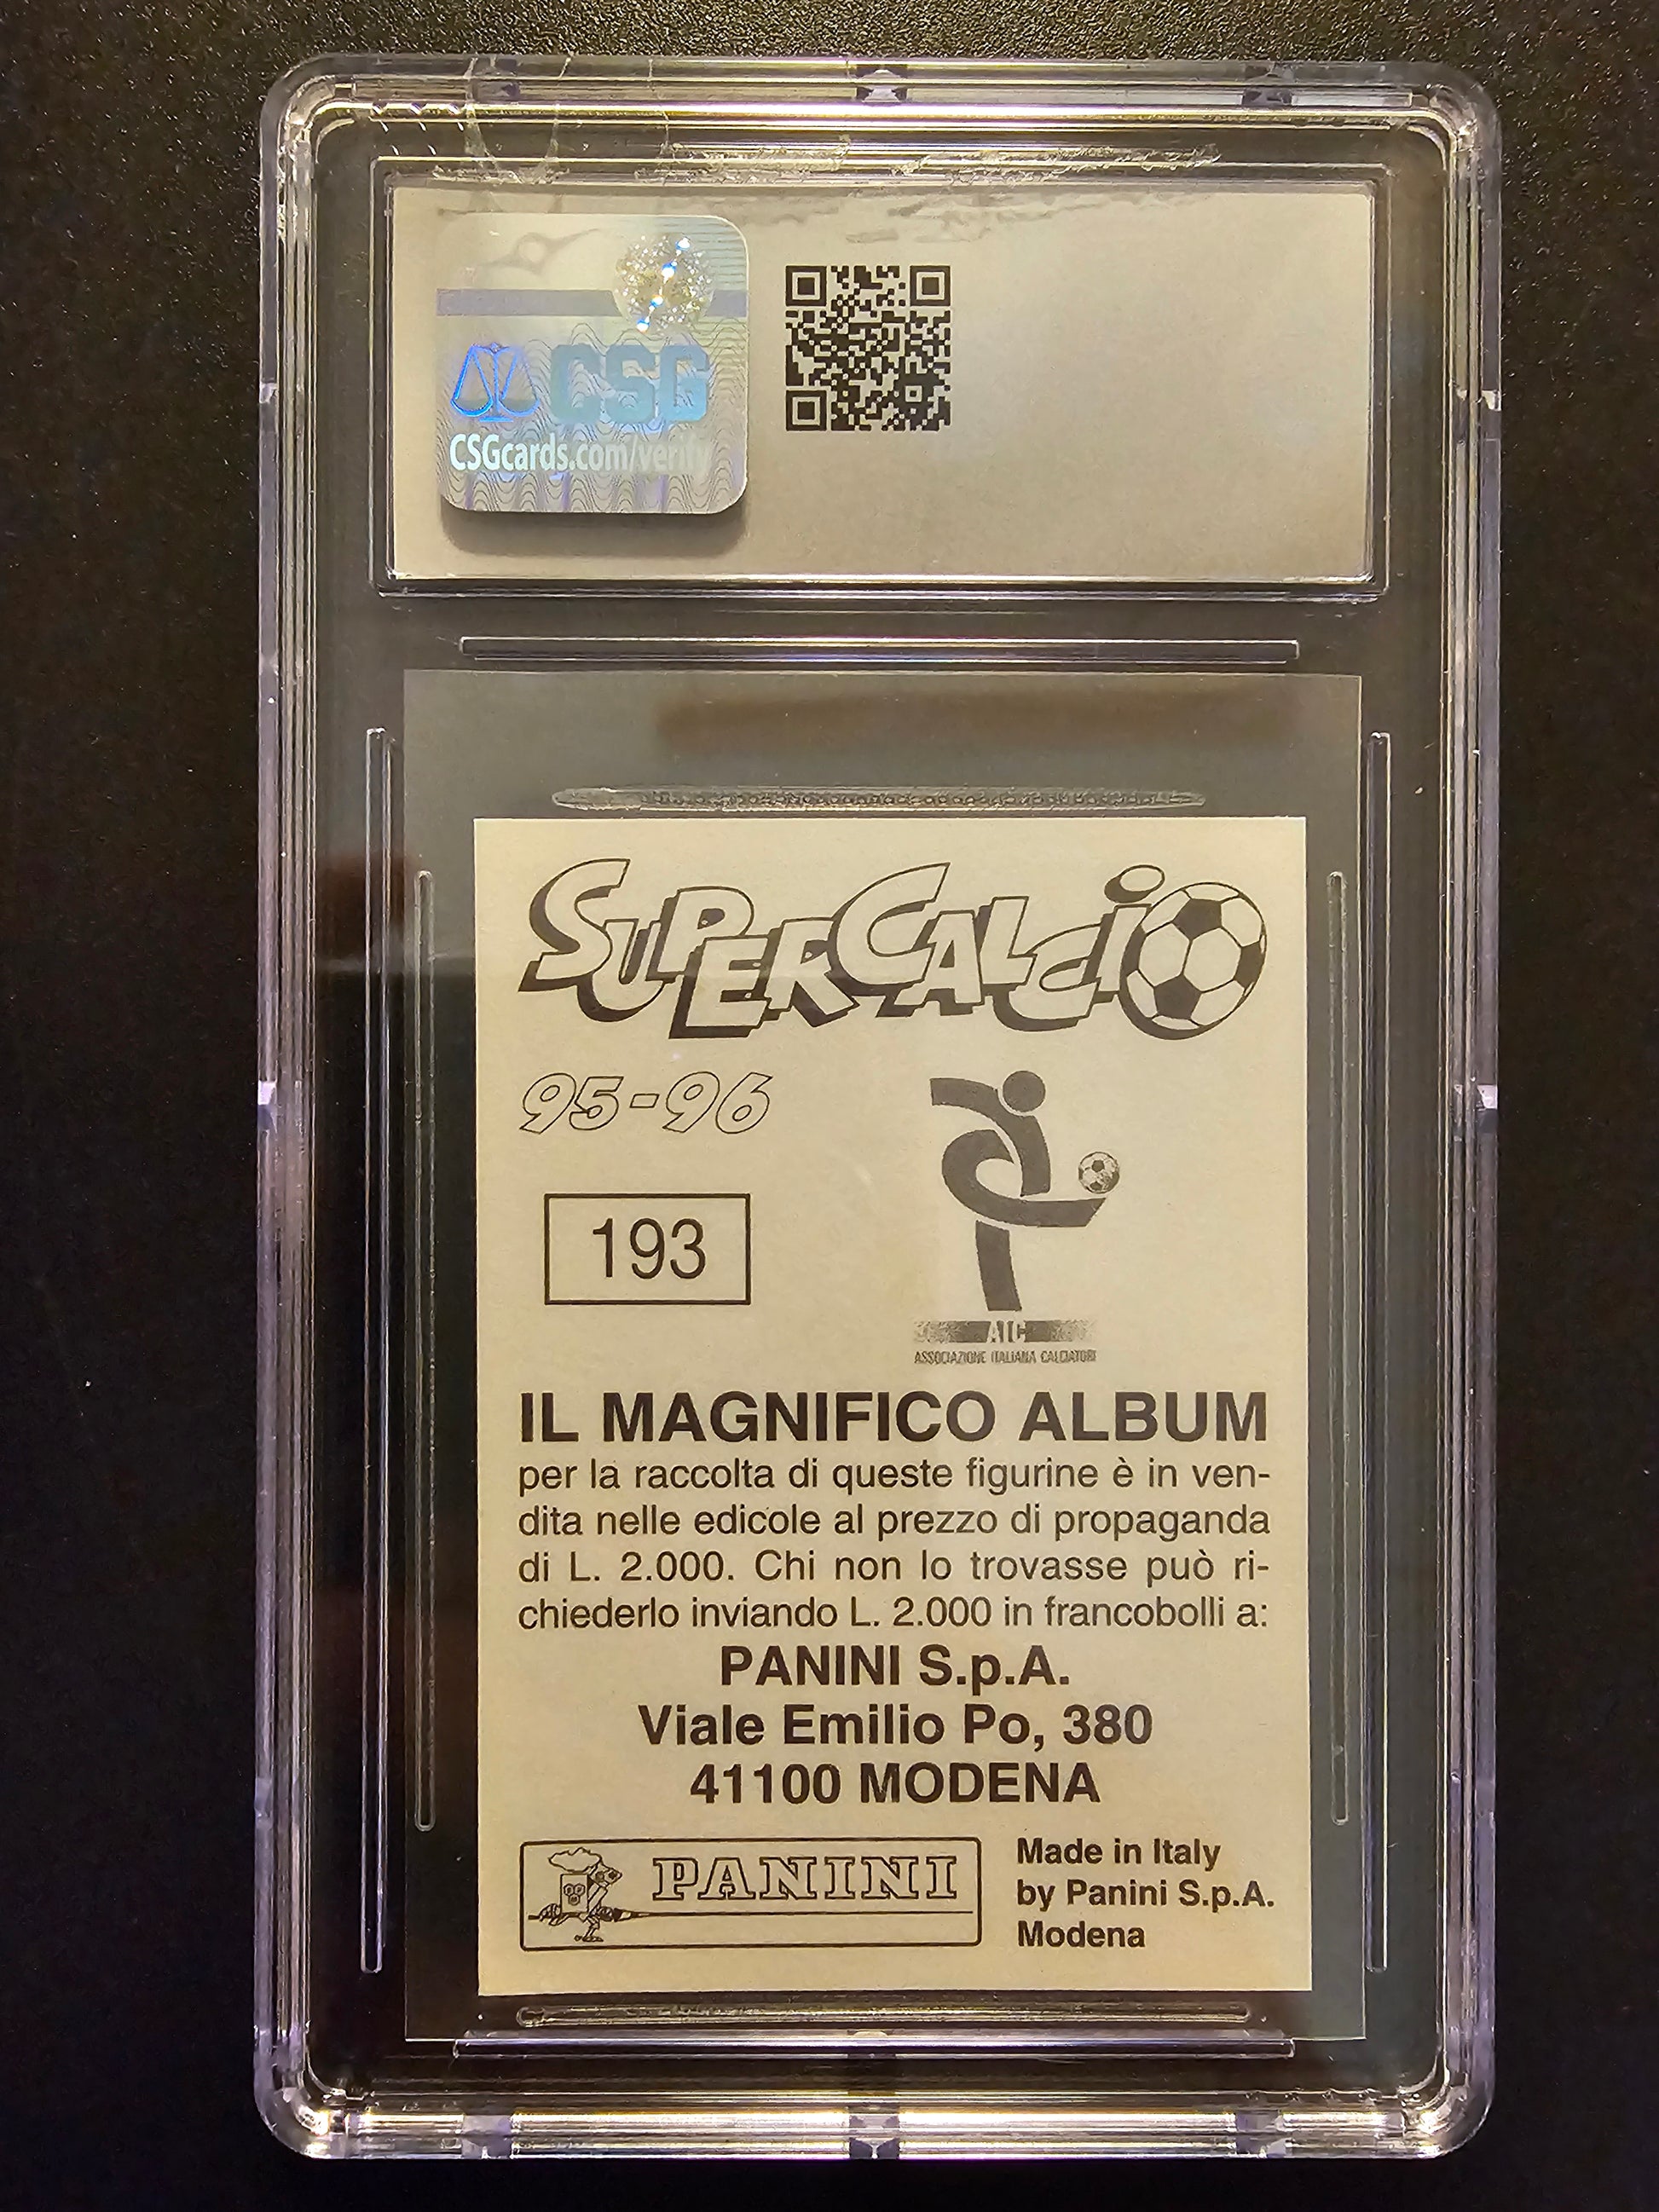 CSG
CSGcards.com/verify
SUPERCALCIO
95-96
193
AIC
ASSOCIAZIONE ITALIANA CALCIATORI
IL MAGNIFICO ALBUM
per la raccolta di queste figurine è in ven-
dita nelle edicole al prezzo di propaganda
di L. 2.000. Chi non lo trovasse può ri-
chiederlo inviando L. 2.000 in francobolli a:
PANINI S.p.A.
Viale Emilio Po, 380
41100 MODENA
PANINI
Made in Italy
by Panini S.p.A.
Modena